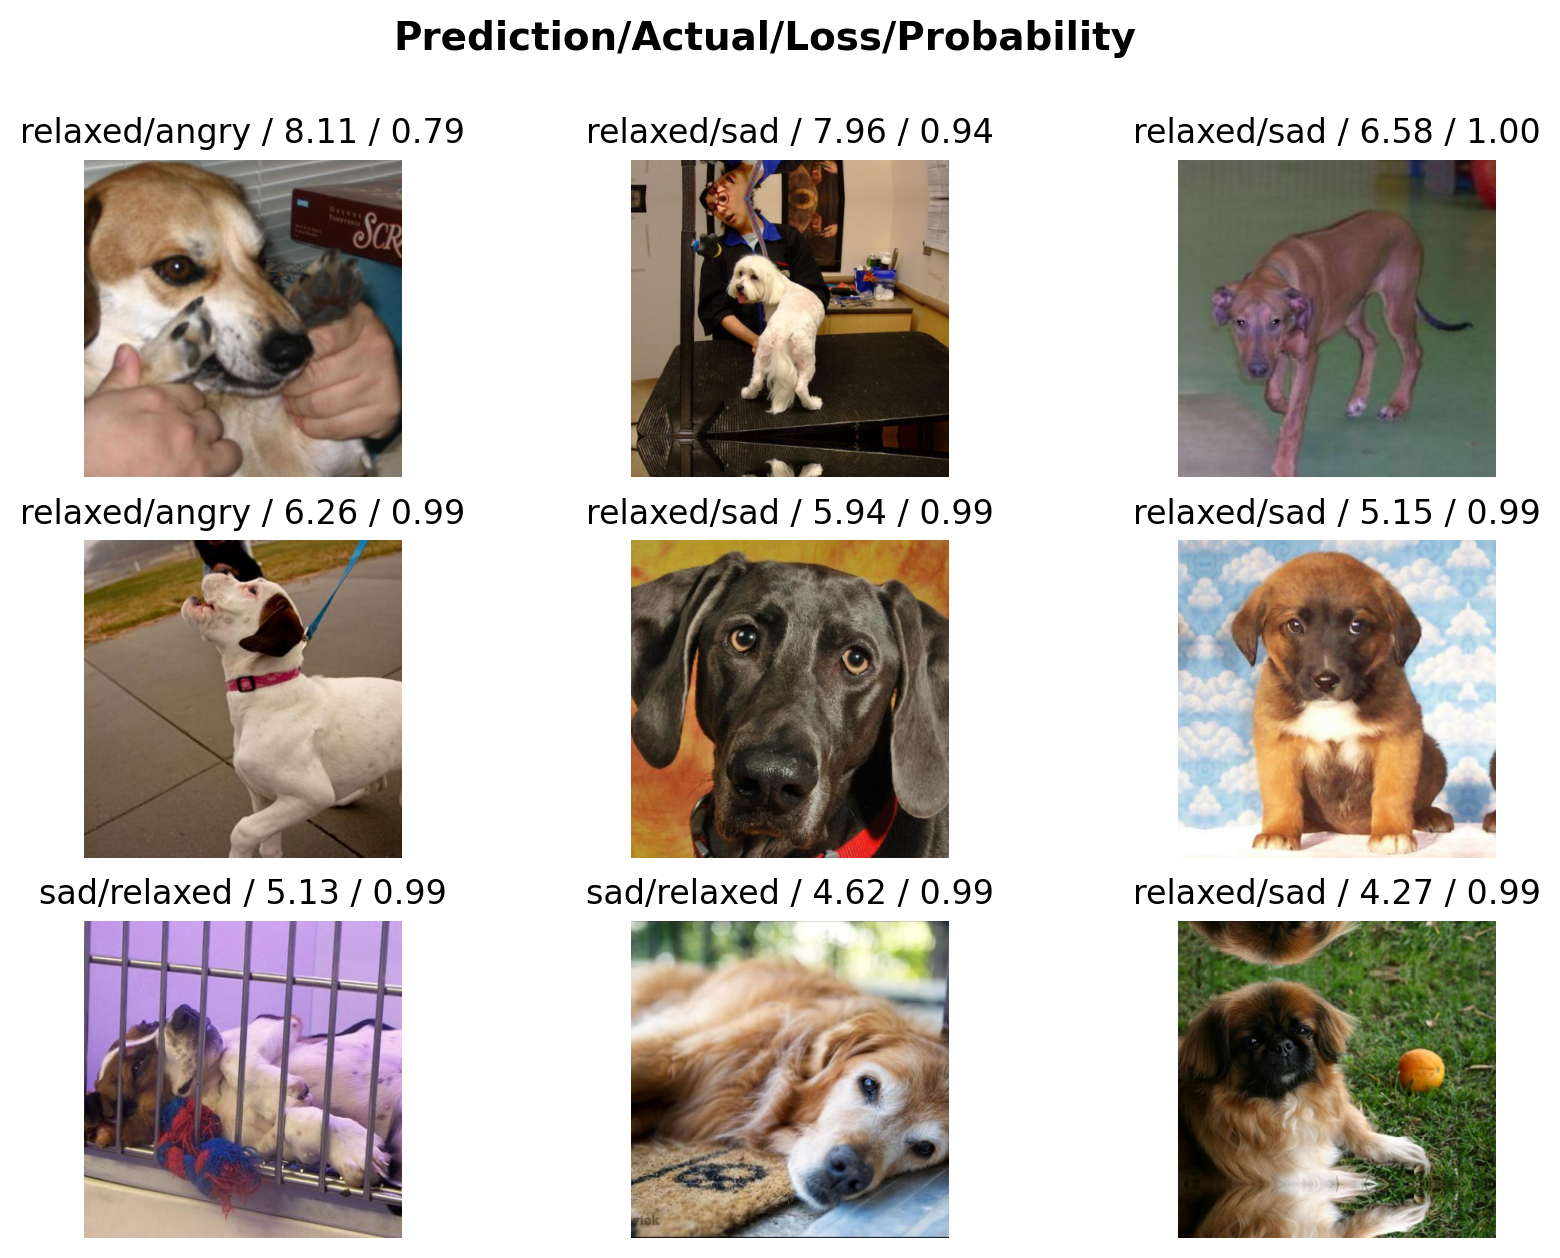 Prediction/Actual/Loss/Probability
relaxed/angry / 8.11 / 0.79
relaxed/sad / 7.96 / 0.94
relaxed/sad / 6.58 / 1.00
DELUXE
TURNTABLE
SCR
relaxed/angry / 6.26 / 0.99
relaxed/sad / 5.94 / 0.99
relaxed/sad / 5.15 / 0.99
sad/relaxed / 5.13 / 0.99
sad/relaxed / 4.62 / 0.99
relaxed/sad / 4.27 / 0.99
rick